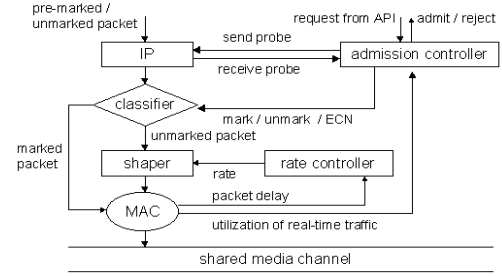 pre-marked /
unmarked packet
request from API
admit / reject
send probe
IP
admission controller
receive probe
classifier
mark / unmark / ECN
unmarked packet
marked
packet
shaper
rate controller
rate
packet delay
MAC
utilization of real-time traffic
shared media channel